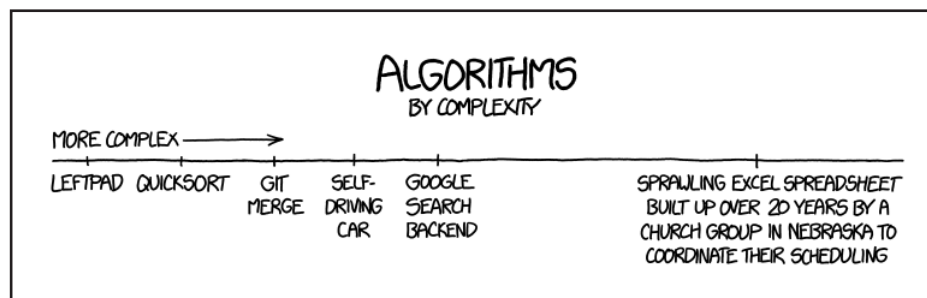 ALGORITHMS
BY COMPLEXITY
MORE COMPLEX
LEFTPAD
QUICKSORT
GIT
MERGE
SELF-
DRIVING
CAR
GOOGLE
SEARCH
BACKEND
SPRAWLING EXCEL SPREADSHEET
BUILT UP OVER 20 YEARS BY A
CHURCH GROUP IN NEBRASKA TO
COORDINATE THEIR SCHEDULING